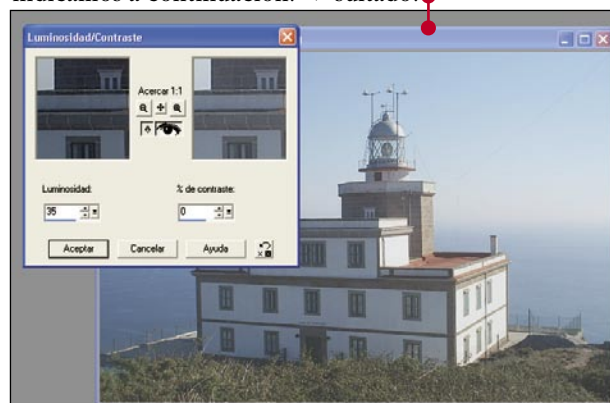 Luminosidad/Contraste
Acercar 1:1
Luminosidad:
% de contraste:
35
0
Aceptar
Cancelar
Ayuda